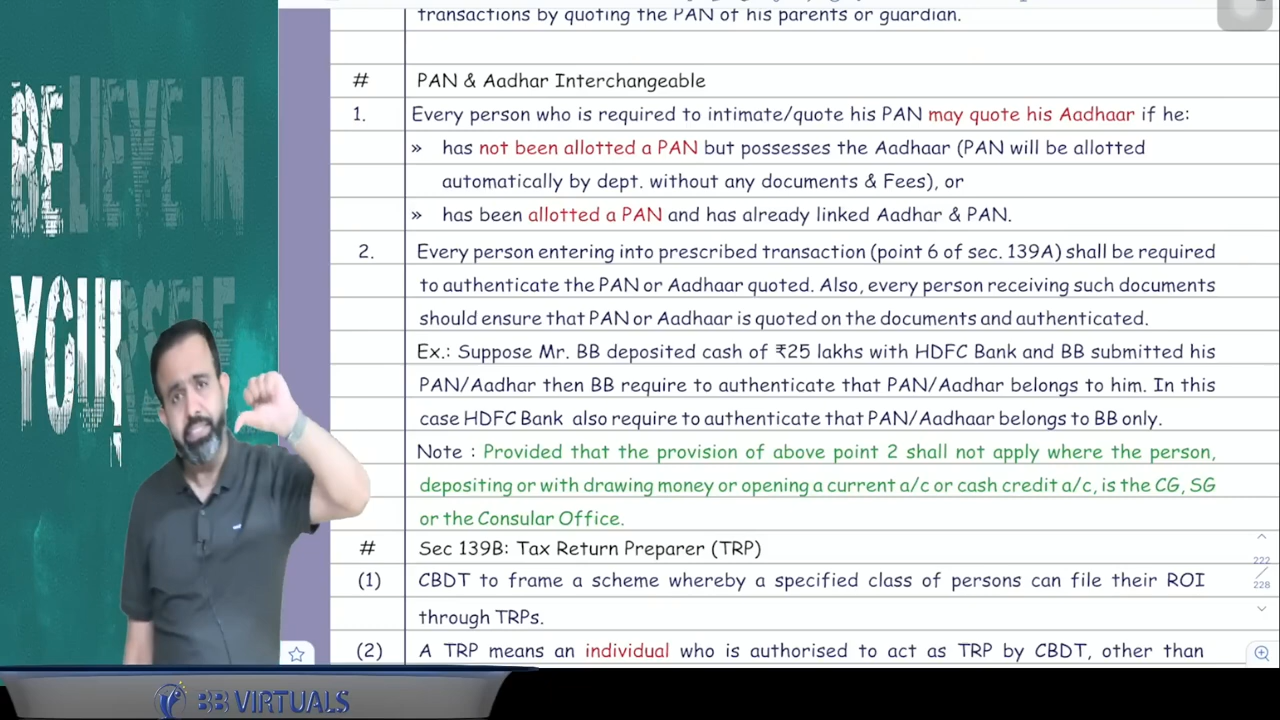 BELIEVE IN
YOURSELF
transactions by quoting the PAN of his parents or guardian.
# PAN & Aadhar Interchangeable
1. Every person who is required to intimate/quote his PAN may quote his Aadhaar if he:
» has not been allotted a PAN but possesses the Aadhaar (PAN will be allotted
automatically by dept. without any documents & Fees), or
» has been allotted a PAN and has already linked Aadhar & PAN.
2. Every person entering into prescribed transaction (point 6 of sec. 139A) shall be required
to authenticate the PAN or Aadhaar quoted. Also, every person receiving such documents
should ensure that PAN or Aadhaar is quoted on the documents and authenticated.
Ex.: Suppose Mr. BB deposited cash of ₹25 lakhs with HDFC Bank and BB submitted his
PAN/Aadhar then BB require to authenticate that PAN/Aadhar belongs to him. In this
case HDFC Bank also require to authenticate that PAN/Aadhaar belongs to BB only.
Note : Provided that the provision of above point 2 shall not apply where the person,
depositing or with drawing money or opening a current a/c or cash credit a/c, is the CG, SG
or the Consular Office.
# Sec 139B: Tax Return Preparer (TRP)
(1) CBDT to frame a scheme whereby a specified class of persons can file their ROI
through TRPs.
(2) A TRP means an individual who is authorised to act as TRP by CBDT, other than
222
228
BB VIRTUALS